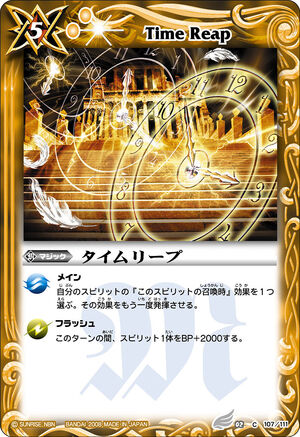 5
Time Reap
マジック
タイムリープ
メイン
自分のスピリットの『このスピリットの召喚時』効果を1つ
選ぶ。その効果をもう一度発揮させる。
フラッシュ
このターンの間、スピリット1体をBP+2000する。
© SUNRISE, NBN BANDAI 2008 MADE IN JAPAN 02 C 107/111